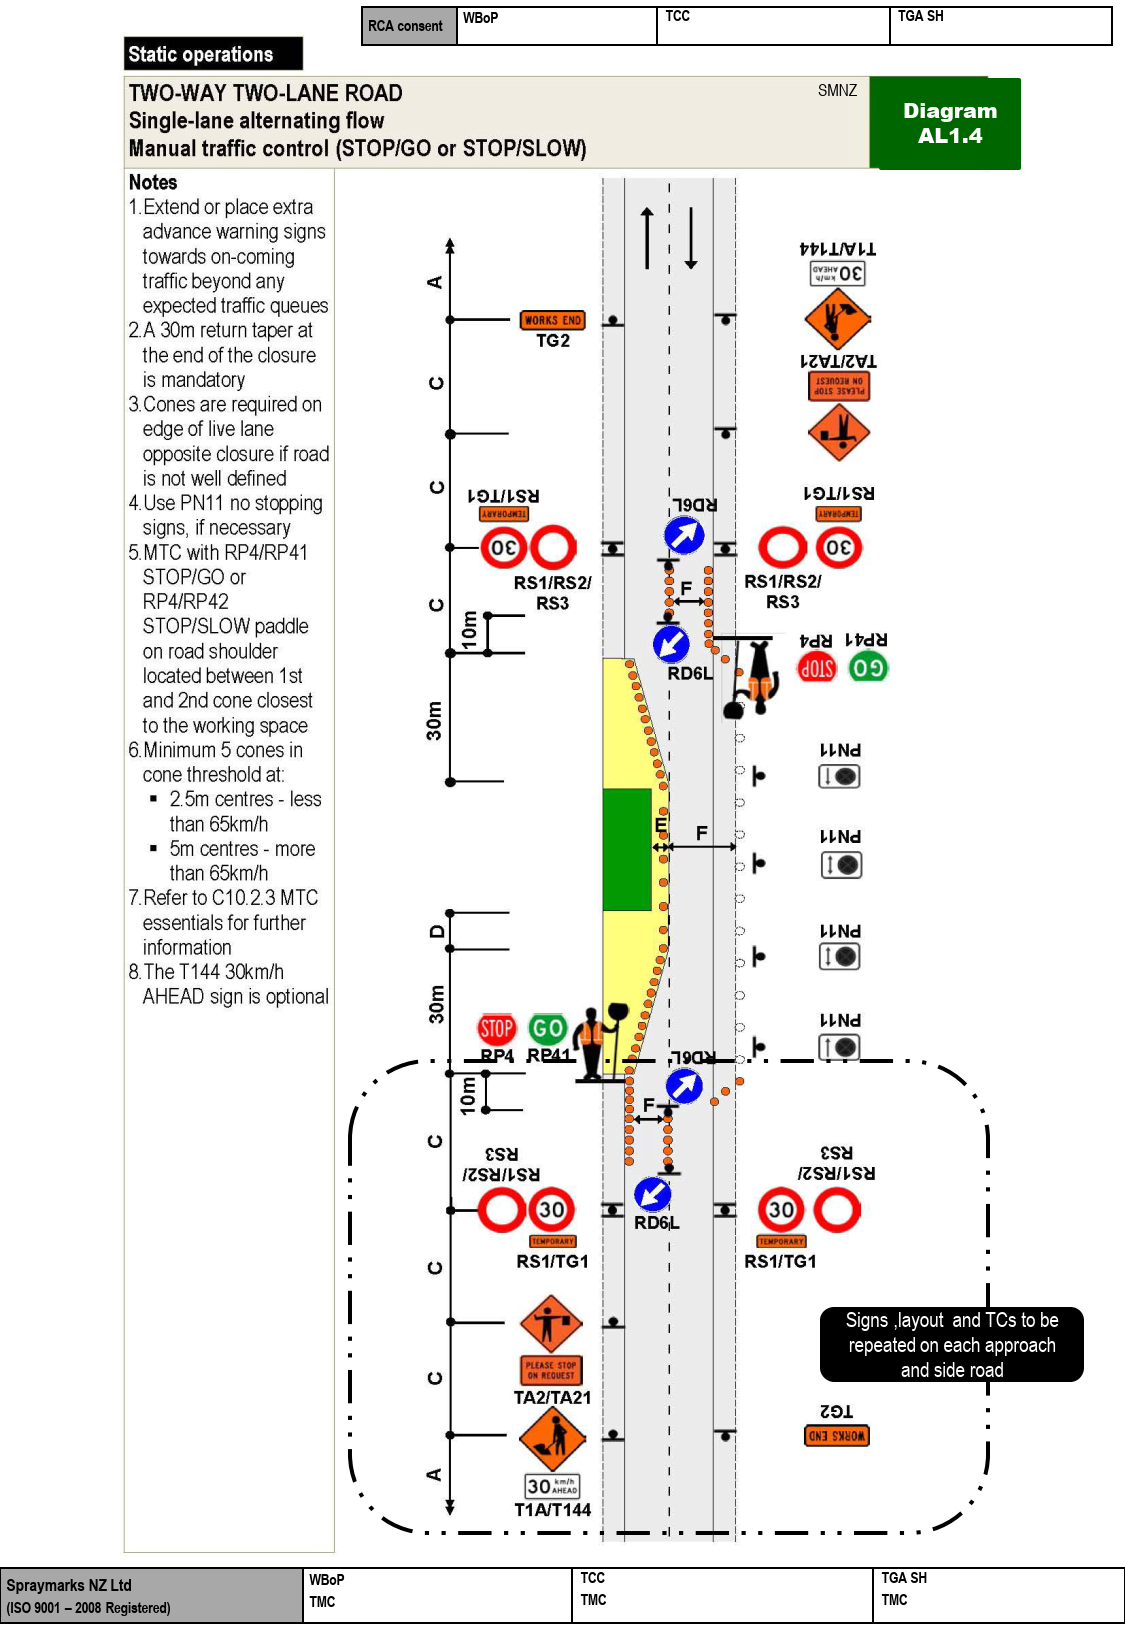 RCA consent
WBoP
TCC
TGA SH
Static operations
TWO-WAY TWO-LANE ROAD
Single-lane alternating flow
Manual traffic control (STOP/GO or STOP/SLOW)
SMNZ
Diagram
AL1.4
Notes
1.Extend or place extra
advance warning signs
towards on-coming
traffic beyond any
expected traffic queues
2.A 30m return taper at
the end of the closure
is mandatory
3.Cones are required on
edge of live lane
opposite closure if road
is not well defined
4.Use PN11 no stopping
signs, if necessary
5.MTC with RP4/RP41
STOP/GO or
RP4/RP42
STOP/SLOW paddle
on road shoulder
located between 1st
and 2nd cone closest
to the working space
6.Minimum 5 cones in
cone threshold at:
▪ 2.5m centres - less
than 65km/h
▪ 5m centres - more
than 65km/h
7.Refer to C10.2.3 MTC
essentials for further
information
8.The T144 30km/h
AHEAD sign is optional
T1A/T144
30 km/h
AHEAD
A
WORKS END
TG2
TA2/TA21
PLEASE STOP
ON REQUEST
C
C
RS1/TG1
TEMPORARY
30
RS1/RS2/
RS3
RD6L
RS1/TG1
TEMPORARY
30
RS1/RS2/
RS3
F
C
10m
RD6L
RP4
RP41
STOP
GO
30m
PN11
E
F
PN11
D
PN11
30m
PN11
STOP
GO
RP4
RP41
RD6L
10m
F
C
RS1/RS2/
RS3
30
TEMPORARY
RS1/TG1
RD6L
RS1/RS2/
RS3
30
TEMPORARY
RS1/TG1
C
PLEASE STOP
ON REQUEST
TA2/TA21
Signs ,layout and TCs to be
repeated on each approach
and side road
C
TG2
WORKS END
A
30 km/h
AHEAD
T1A/T144
Spraymarks NZ Ltd
(ISO 9001 – 2008 Registered)
WBoP
TMC
TCC
TMC
TGA SH
TMC